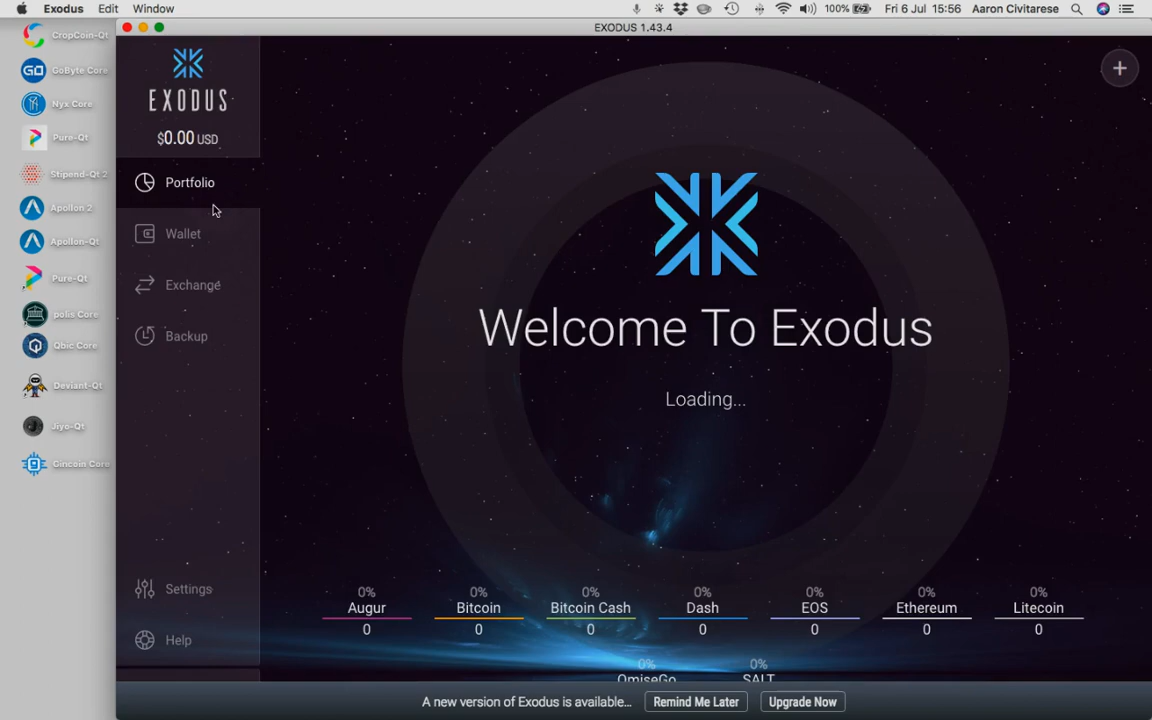 Exodus Edit Window 100% Fri 6 Jul 15:56 Aaron Civitarese
EXODUS 1.43.4
CropCoin-Qt
GoByte Core
Nyx Core
Pure-Qt
Stipend-Qt 2
Apollon 2
Apollon-Qt
Pure-Qt
polis Core
Qbic Core
Deviant-Qt
Jiyo-Qt
Gincoin Core
EXODUS
$0.00 USD
Portfolio
Wallet
Exchange
Backup
Settings
Help
Welcome To Exodus
Loading...
0% 0% 0% 0% 0% 0% 0%
Augur Bitcoin Bitcoin Cash Dash EOS Ethereum Litecoin
0 0 0 0 0 0 0
0% 0%
OmiseGo SALT
A new version of Exodus is available... Remind Me Later Upgrade Now